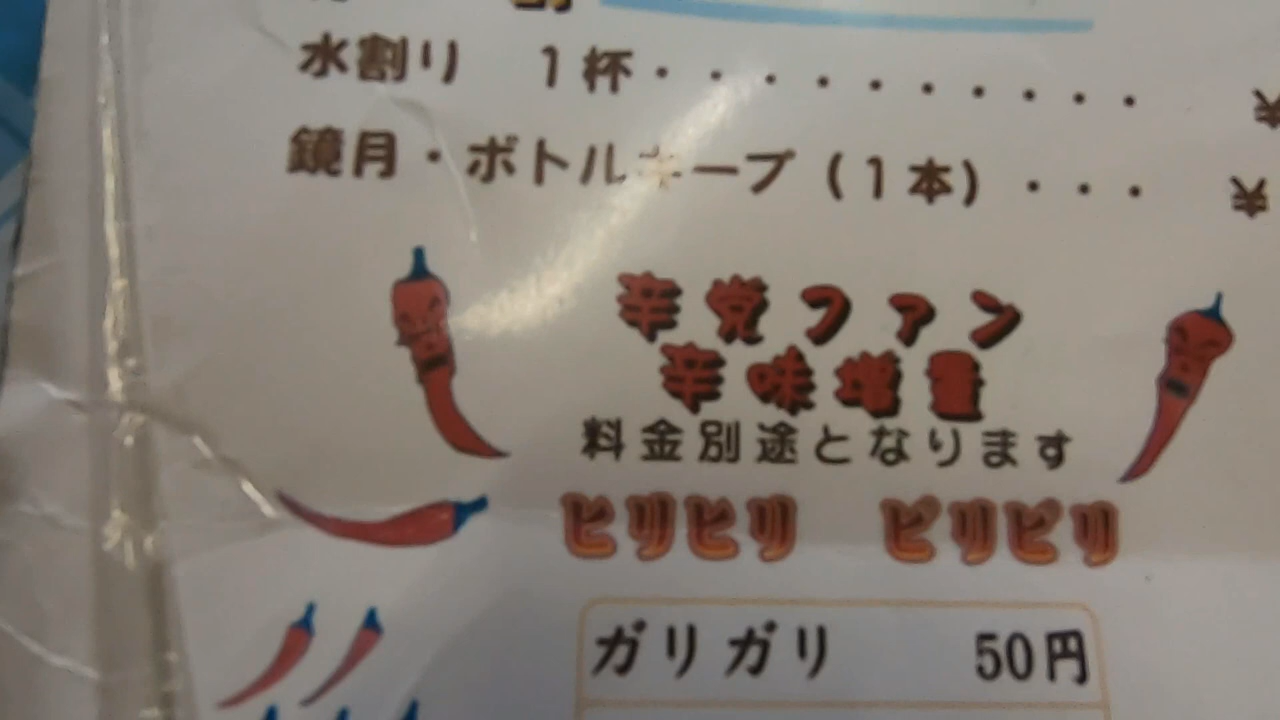 水割り　1杯・・・・・・・・・・　¥
鏡月・ボトルキープ（1本）・・・　¥
辛党ファン
辛味増量
料金別途となります
ヒリヒリ　ピリピリ
ガリガリ　50円